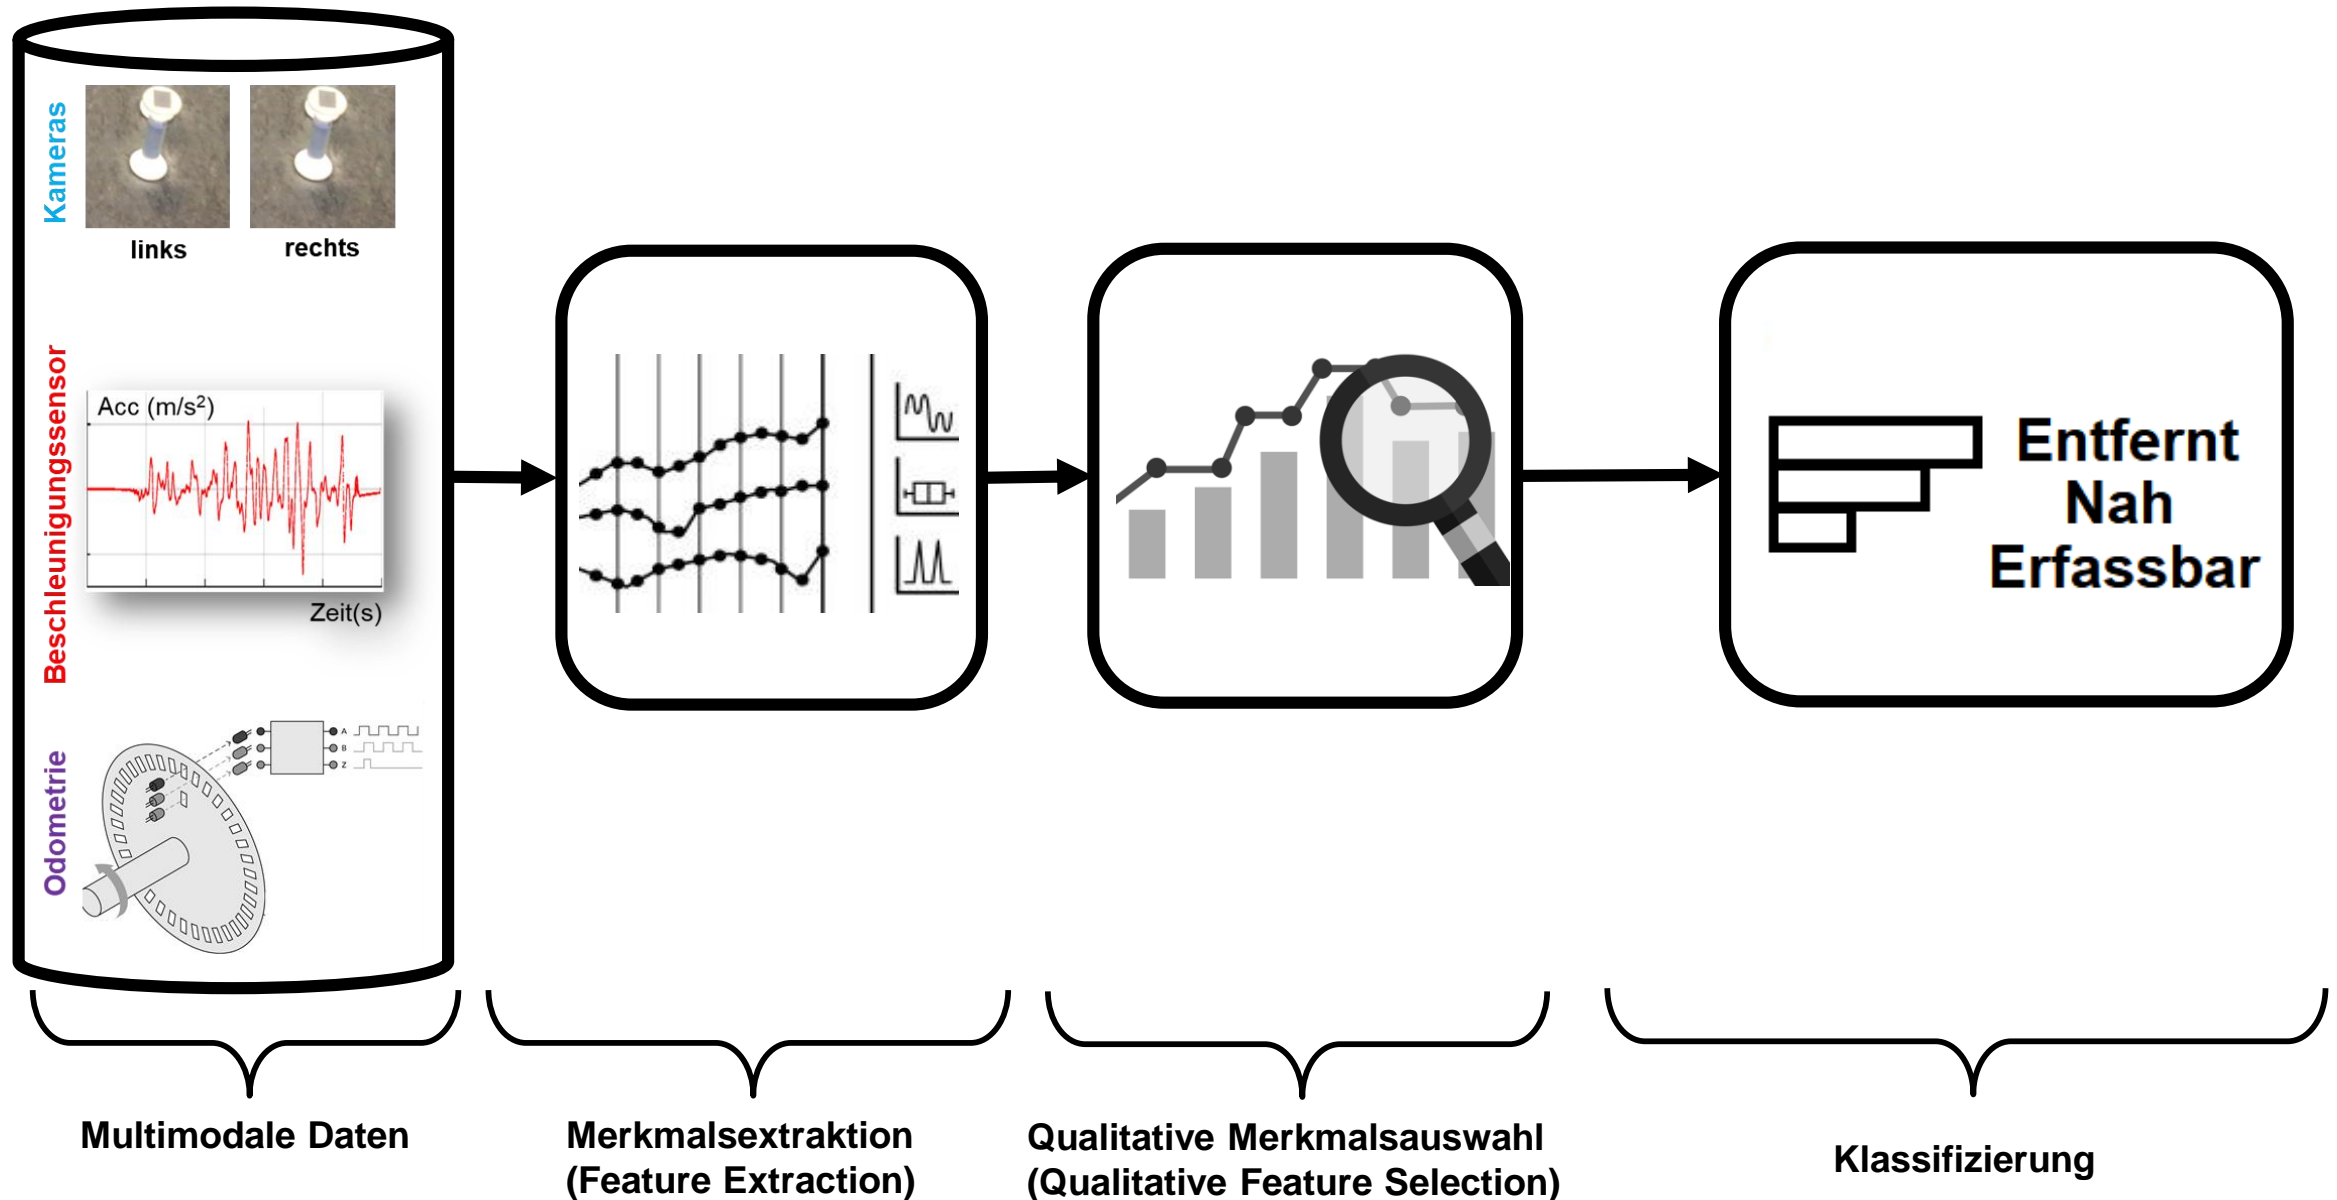 Kameras
links
rechts
Beschleunigungssensor
Acc (m/s²)
Zeit(s)
Odometrie
A
B
Z
Entfernt
Nah
Erfassbar
Multimodale Daten
Merkmalsextraktion
(Feature Extraction)
Qualitative Merkmalsauswahl
(Qualitative Feature Selection)
Klassifizierung